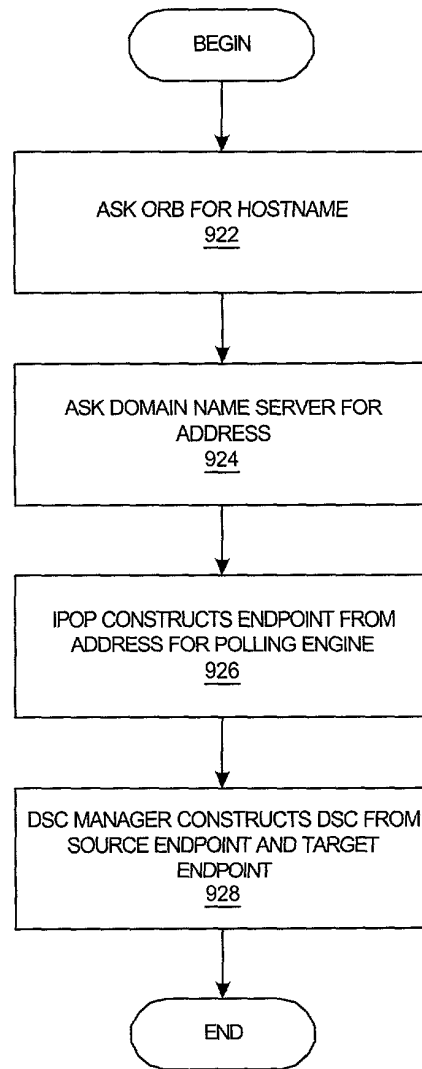 BEGIN
ASK ORB FOR HOSTNAME
922
ASK DOMAIN NAME SERVER FOR
ADDRESS
924
IPOP CONSTRUCTS ENDPOINT FROM
ADDRESS FOR POLLING ENGINE
926
DSC MANAGER CONSTRUCTS DSC FROM
SOURCE ENDPOINT AND TARGET
ENDPOINT
928
END